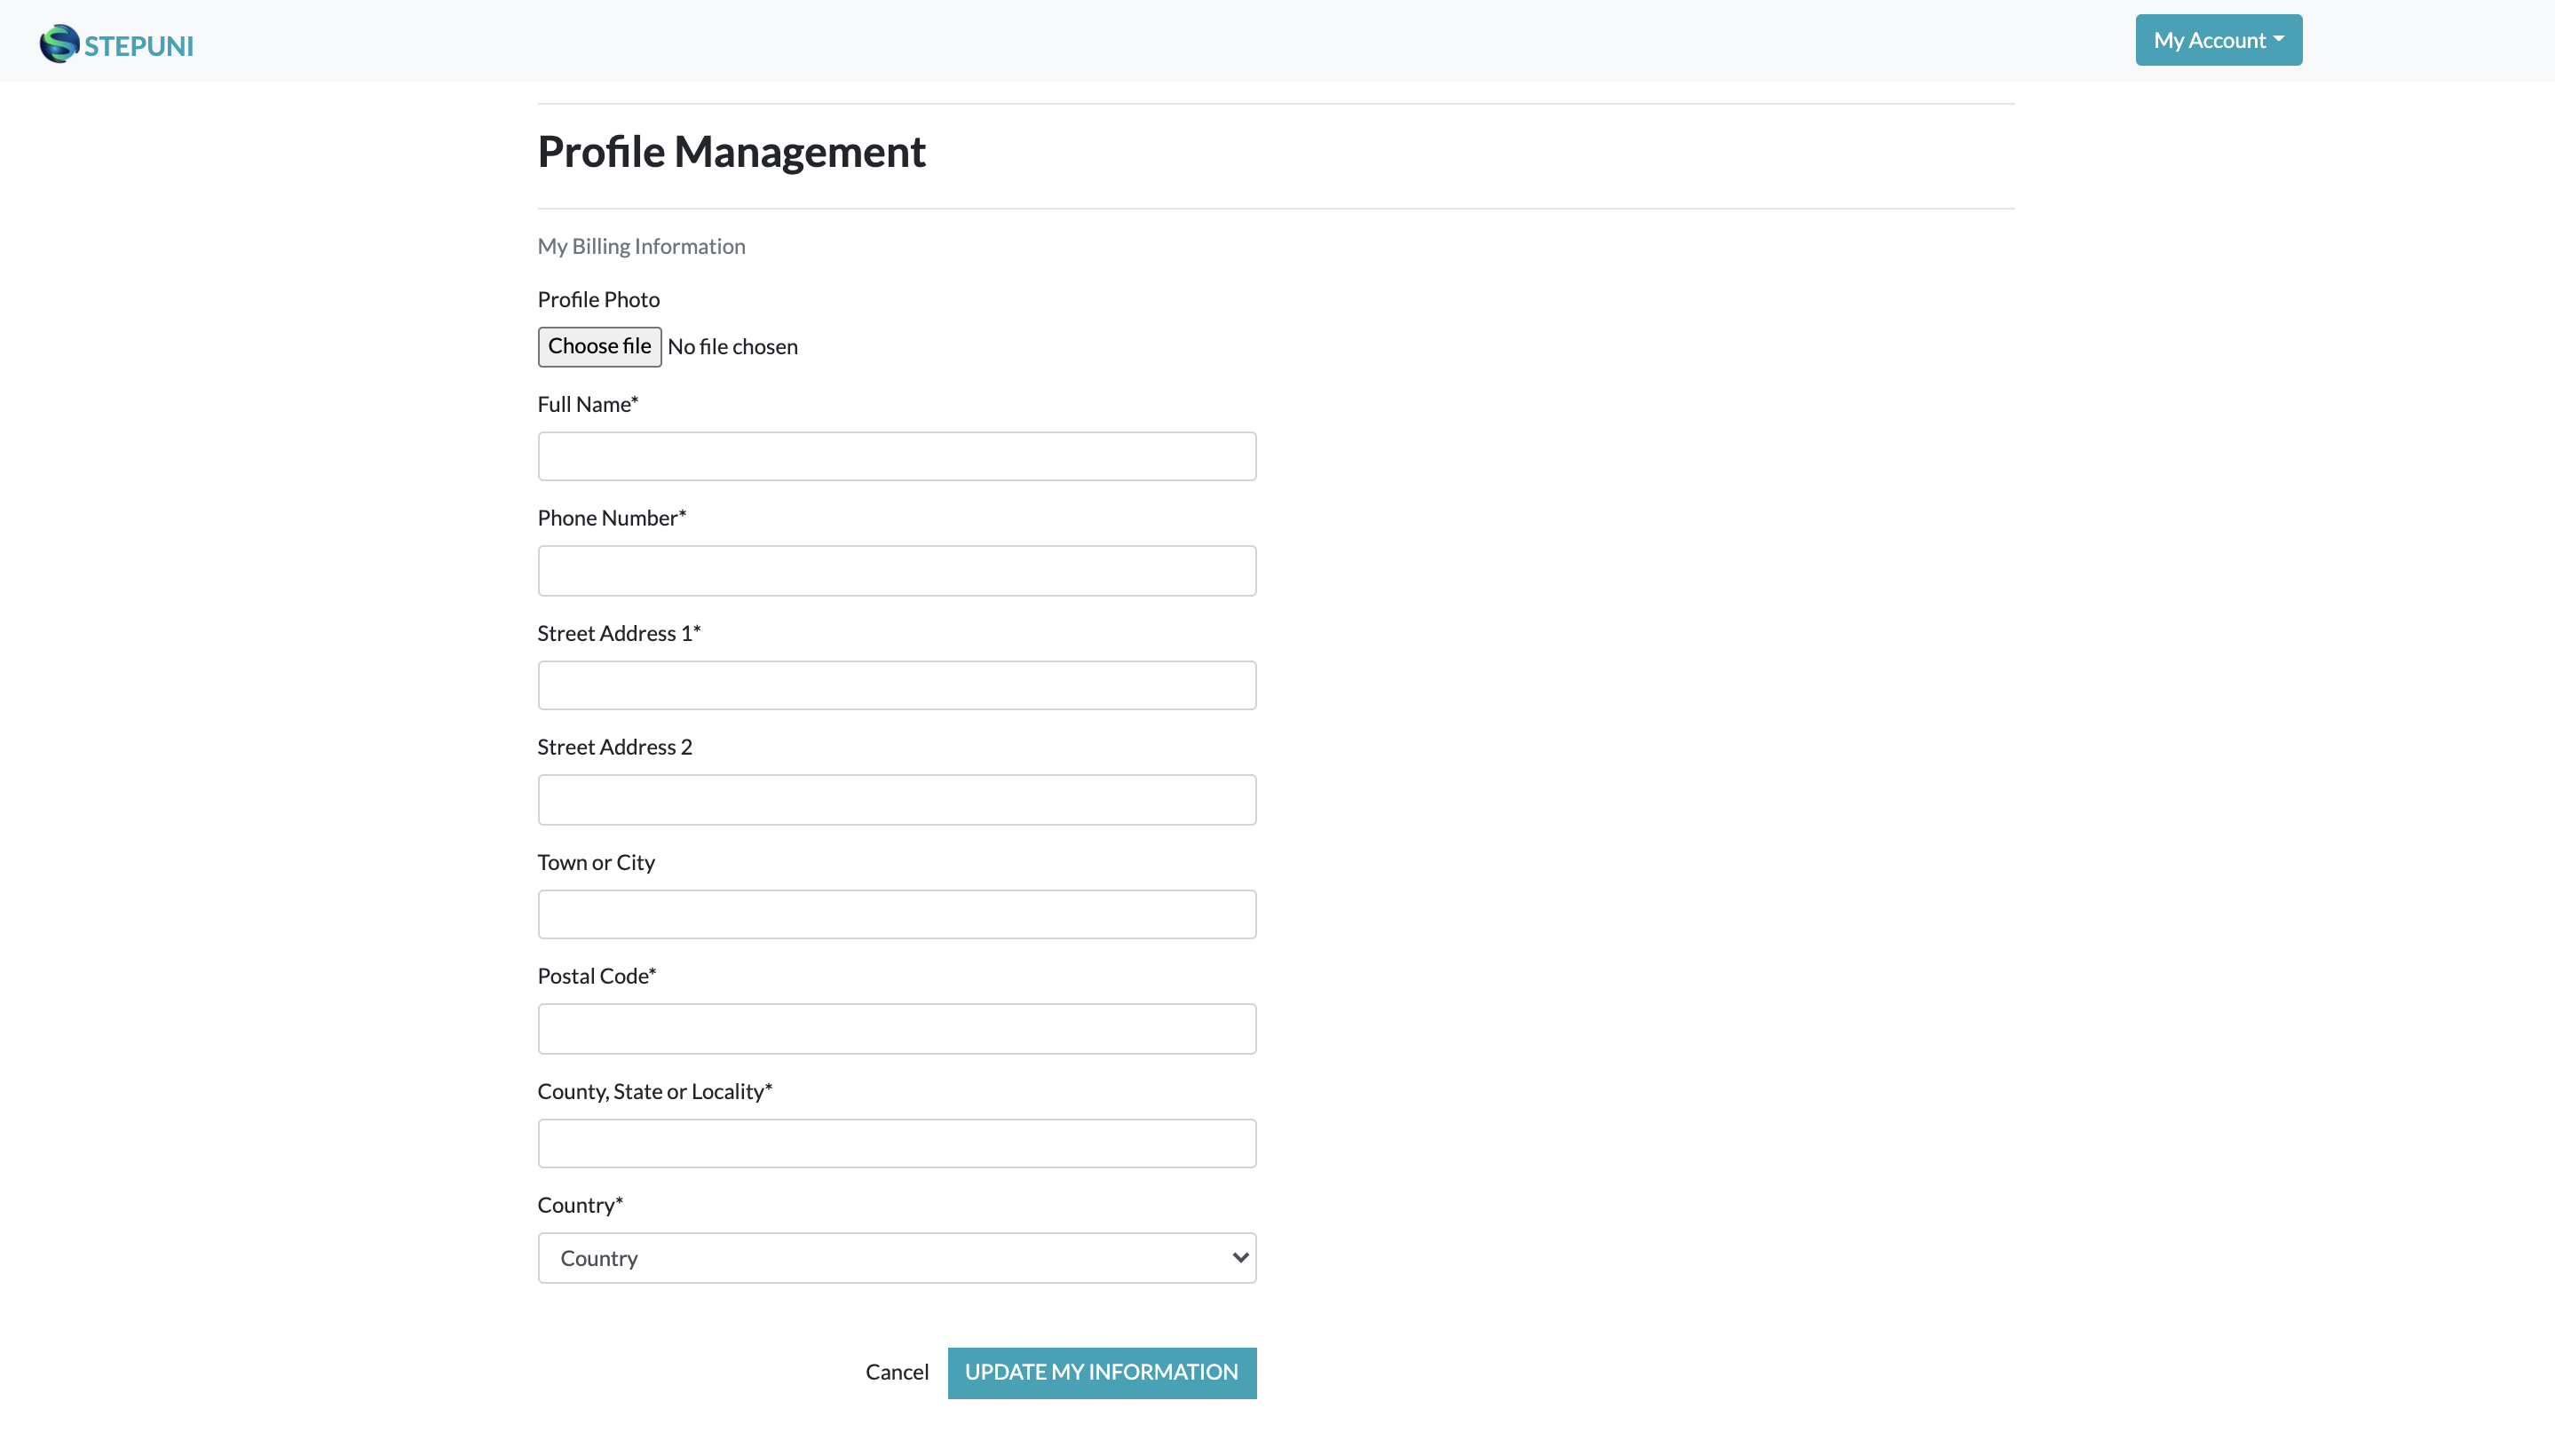 STEPUNI
My Account
Profile Management
My Billing Information
Profile Photo
Choose file No file chosen
Full Name*
Phone Number*
Street Address 1*
Street Address 2
Town or City
Postal Code*
County, State or Locality*
Country*
Country
Cancel UPDATE MY INFORMATION